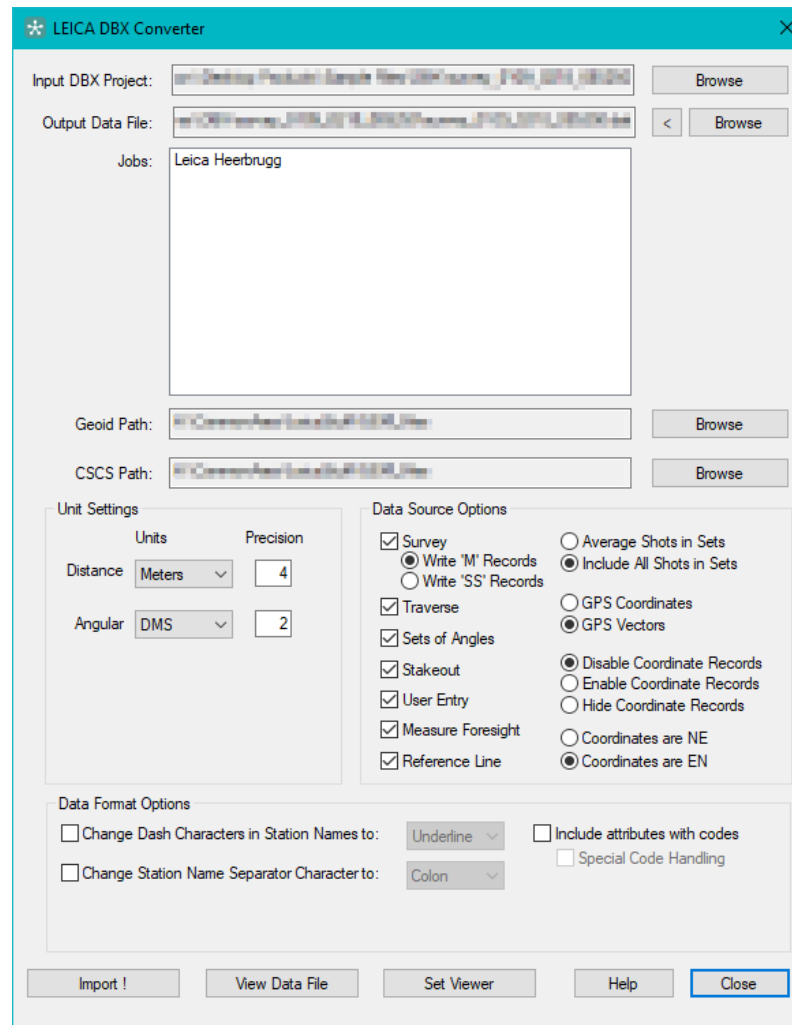 LEICA DBX Converter
Input DBX Project:
Browse
Output Data File:
<
Browse
Jobs:
Leica Heerbrugg
Geoid Path:
Browse
CSCS Path:
Browse
Unit Settings
Units Precision
Distance Meters 4
Angular DMS 2
Data Source Options
Survey
Write 'M' Records
Write 'SS' Records
Traverse
Sets of Angles
Stakeout
User Entry
Measure Foresight
Reference Line
Average Shots in Sets
Include All Shots in Sets
GPS Coordinates
GPS Vectors
Disable Coordinate Records
Enable Coordinate Records
Hide Coordinate Records
Coordinates are NE
Coordinates are EN
Data Format Options
Change Dash Characters in Station Names to: Underline
Change Station Name Separator Character to: Colon
Include attributes with codes
Special Code Handling
Import !
View Data File
Set Viewer
Help
Close